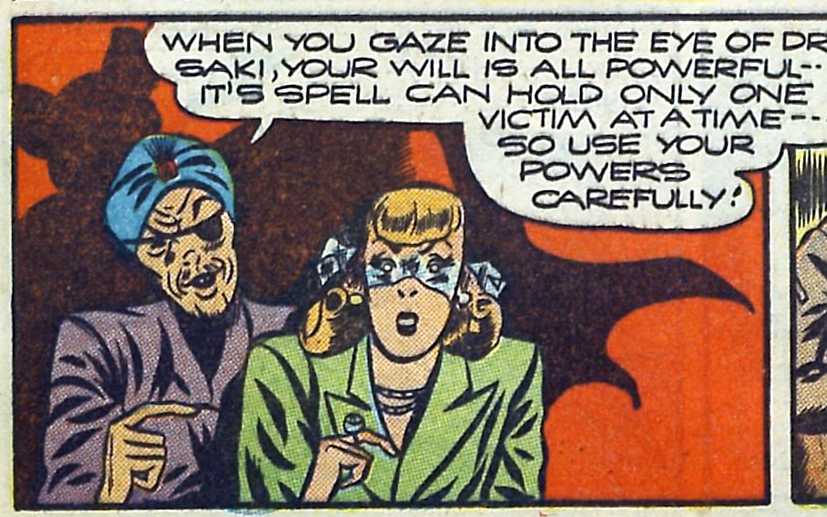 WHEN YOU GAZE INTO THE EYE OF DR
SAKI, YOUR WILL IS ALL POWERFUL--
IT'S SPELL CAN HOLD ONLY ONE
VICTIM AT A TIME--
SO USE YOUR
POWERS
CAREFULLY!